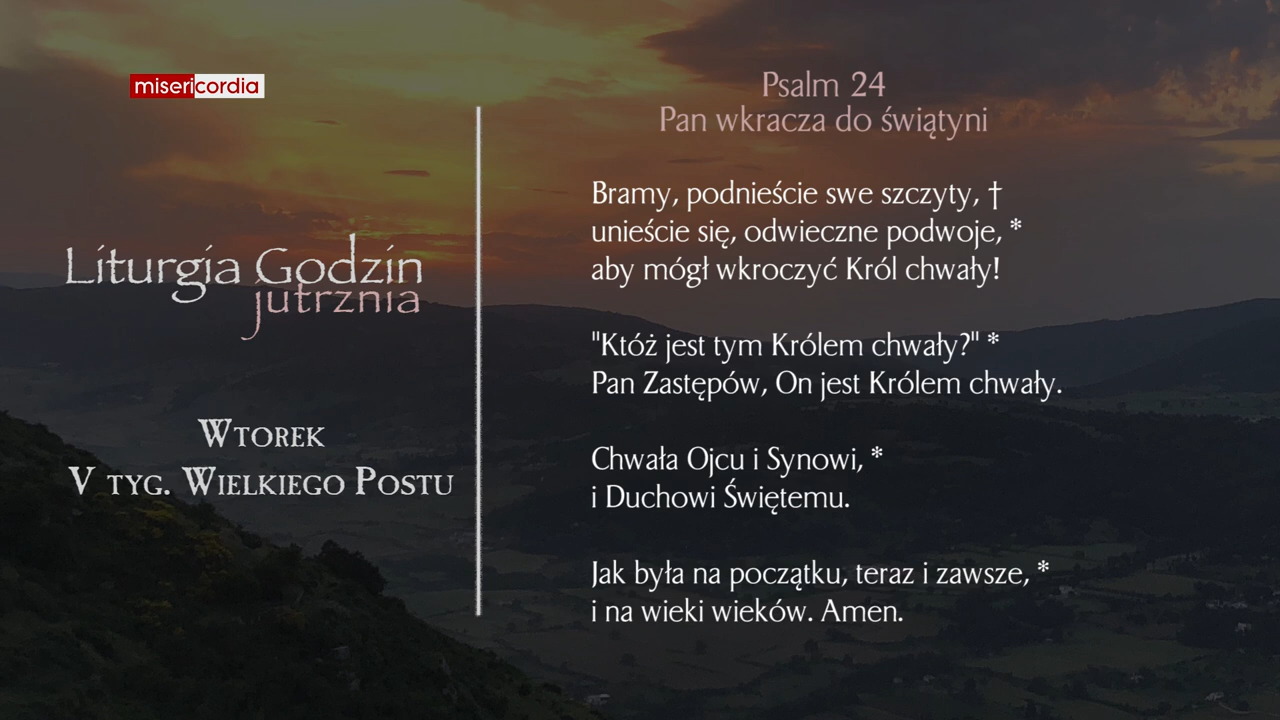 misericordia
Liturgia Godzin
jutrznia
Wtorek
V tyg. Wielkiego Postu
Psalm 24
Pan wkracza do świątyni
Bramy, podnieście swe szczyty, †
unieście się, odwieczne podwoje, *
aby mógł wkroczyć Król chwały!
"Któż jest tym Królem chwały?" *
Pan Zastępów, On jest Królem chwały.
Chwała Ojcu i Synowi, *
i Duchowi Świętemu.
Jak była na początku, teraz i zawsze, *
i na wieki wieków. Amen.